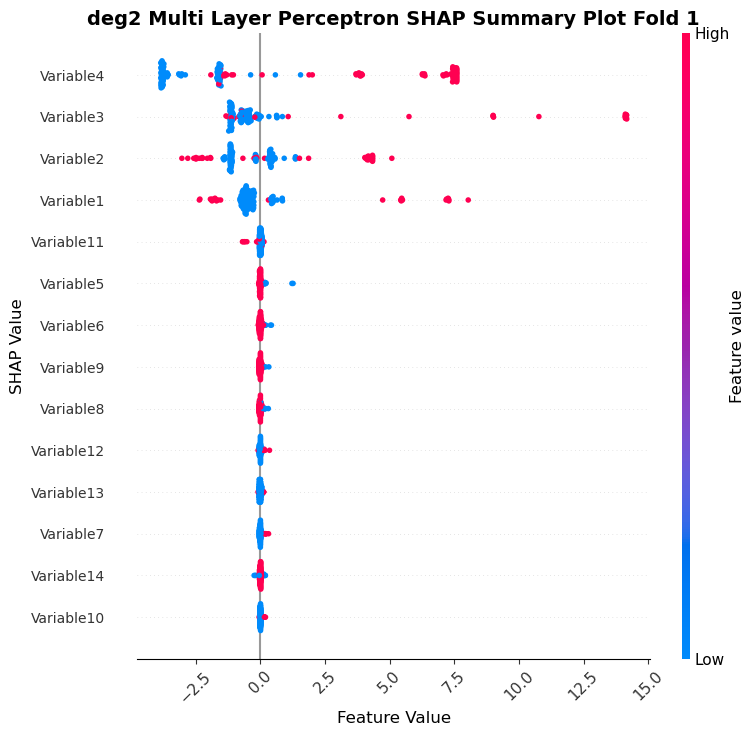 deg2 Multi Layer Perceptron SHAP Summary Plot Fold 1
High
Variable4
Variable3
Variable2
Variable1
Variable11
Variable5
Variable6
Variable9
Variable8
Variable12
Variable13
Variable7
Variable14
Variable10
SHAP Value
Feature value
Low
−2.5
0.0
2.5
5.0
7.5
10.0
12.5
15.0
Feature Value